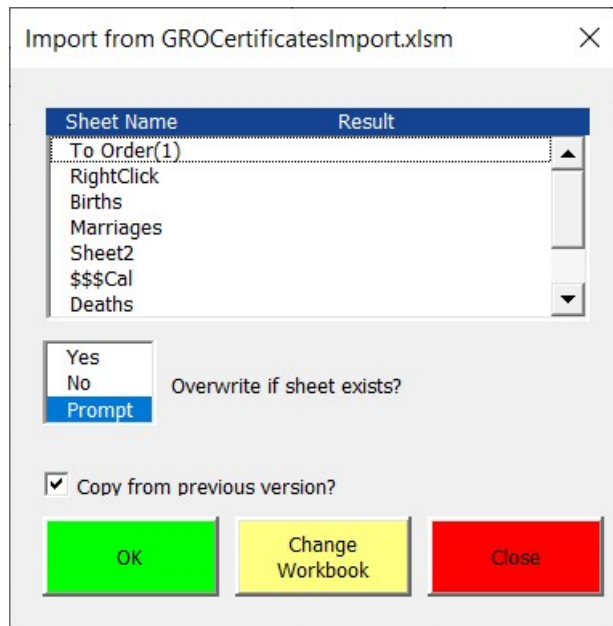 Import from GROCertificatesImport.xlsm
Sheet Name Result
To Order(1)
RightClick
Births
Marriages
Sheet2
$$$Cal
Deaths
Yes
No
Prompt
Overwrite if sheet exists?
Copy from previous version?
OK
Change
Workbook
Close